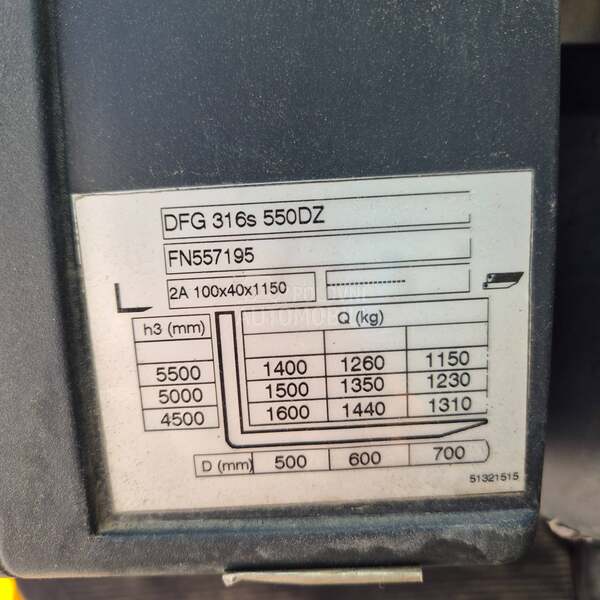 DFG 316s 550DZ
FN557195
2A 100x40x1150 ------------
h3 (mm) Q (kg)
5500 1400 1260 1150
5000 1500 1350 1230
4500 1600 1440 1310
D (mm) 500 600 700
51321515